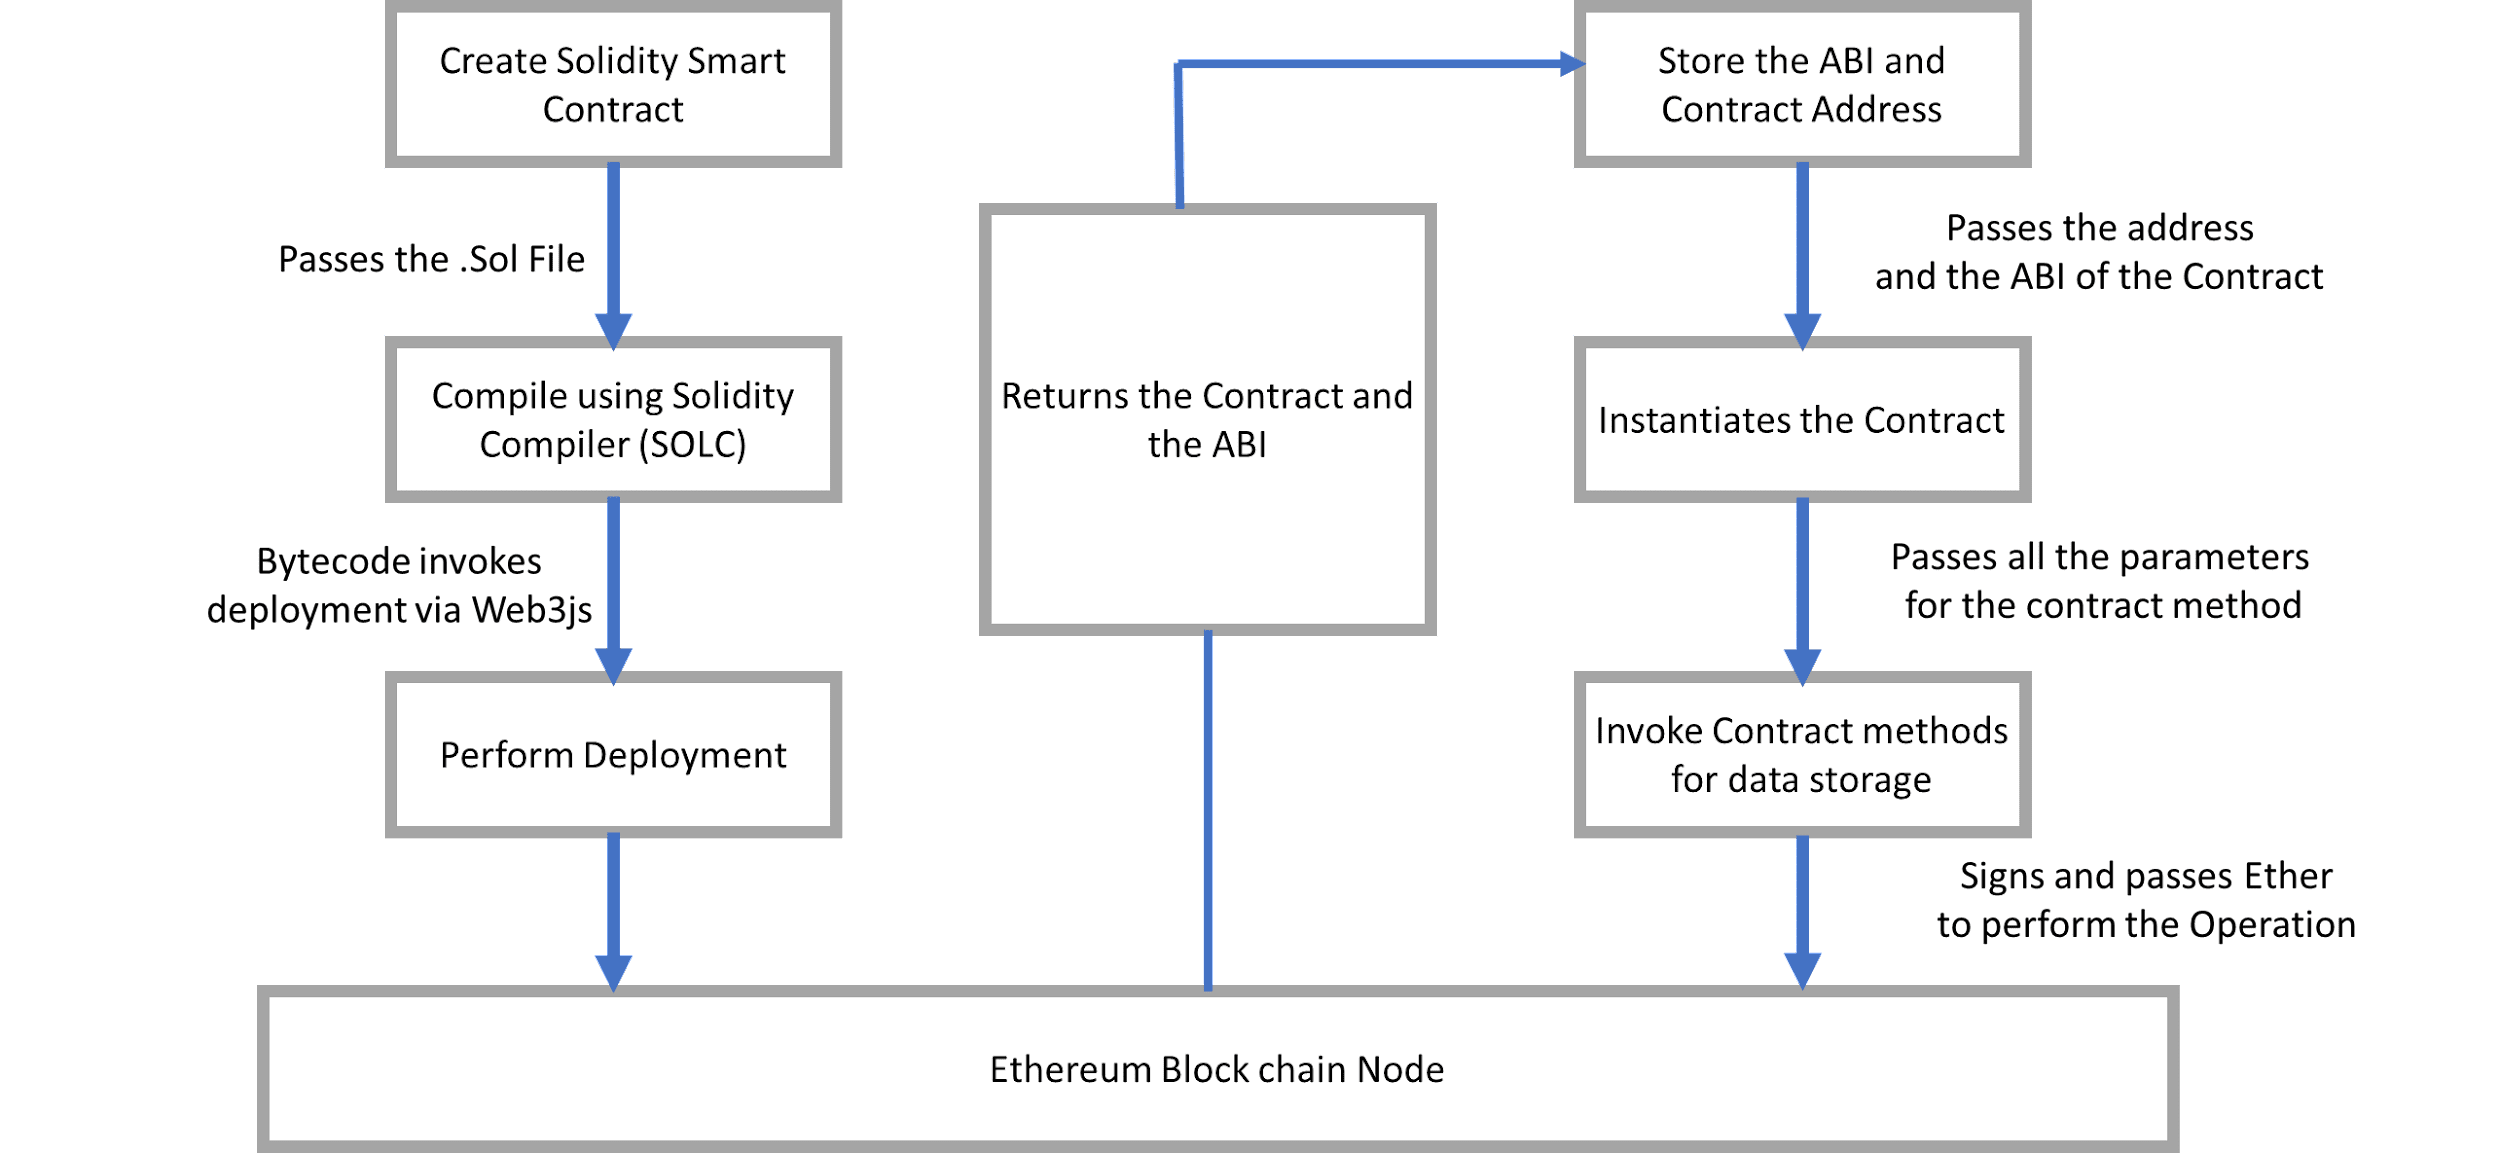 Create Solidity Smart
Contract
Passes the .Sol File
Compile using Solidity
Compiler (SOLC)
Bytecode invokes
deployment via Web3js
Perform Deployment
Returns the Contract and
the ABI
Store the ABI and
Contract Address
Passes the address
and the ABI of the Contract
Instantiates the Contract
Passes all the parameters
for the contract method
Invoke Contract methods
for data storage
Signs and passes Ether
to perform the Operation
Ethereum Block chain Node